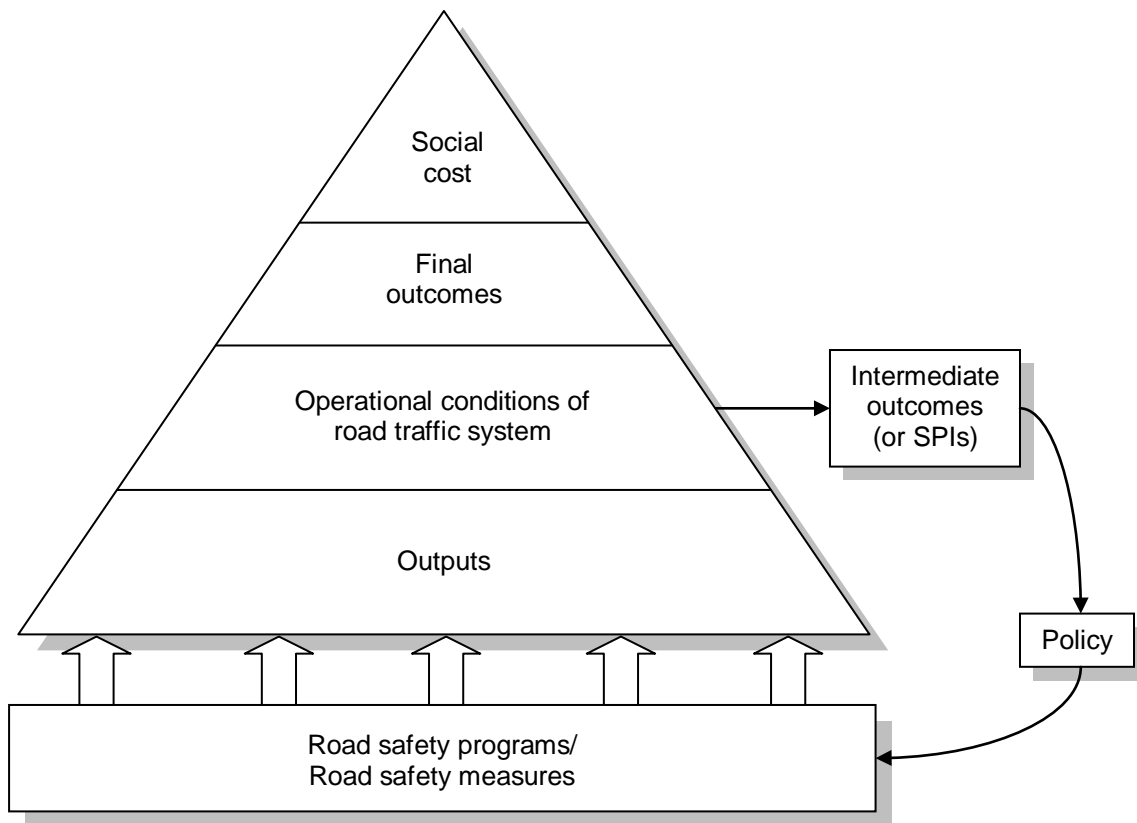 Social
cost
Final
outcomes
Operational conditions of
road traffic system
Intermediate
outcomes
(or SPIs)
Outputs
Policy
Road safety programs/
Road safety measures